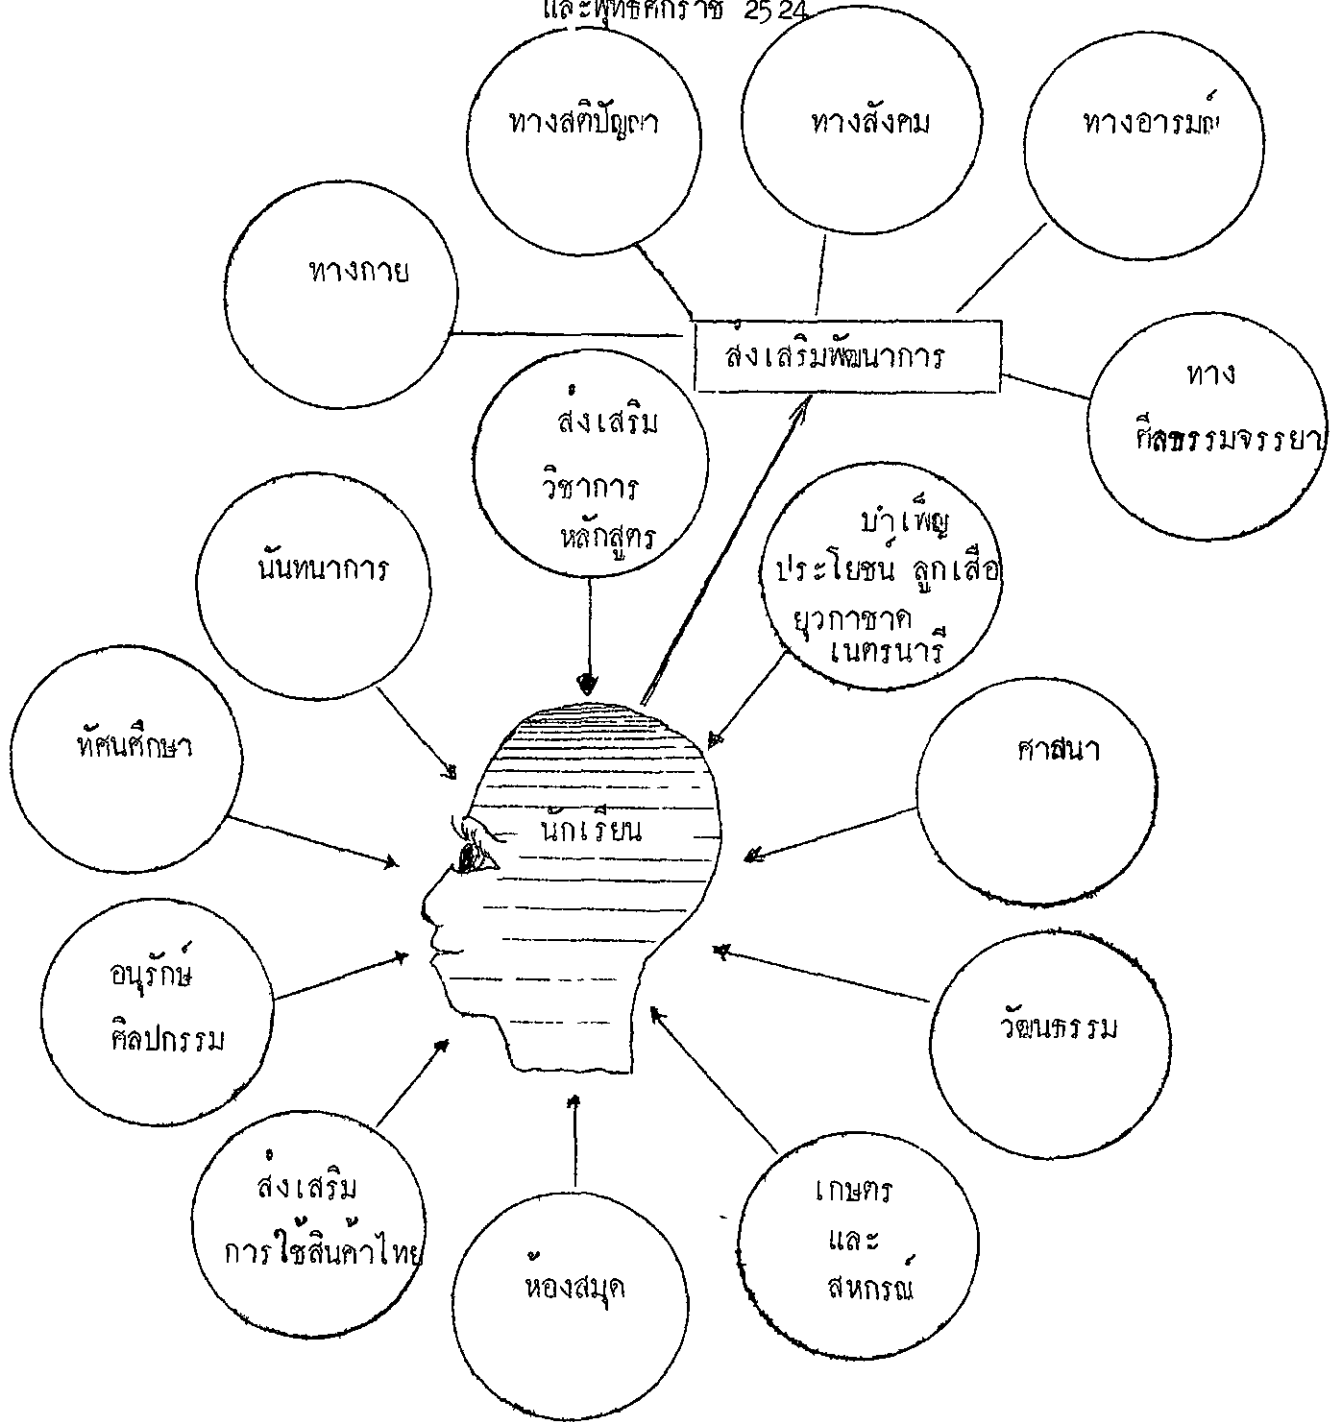 และพุทธศักราช 2524
ทางสติปัญญา
ทางสังคม
ทางอารมณ์
ทางกาย
ส่งเสริมพัฒนาการ
ทาง
ศีลธรรมจรรยา
ส่งเสริม
วิชาการ
หลักสูตร
บำเพ็ญ
ประโยชน์ ลูกเสือ
ยุวกาชาด
เนตรนารี
นันทนาการ
ทัศนศึกษา
ศาสนา
นักเรียน
อนุรักษ์
ศิลปกรรม
วัฒนธรรม
ส่งเสริม
การใช้สินค้าไทย
ห้องสมุด
เกษตร
และ
สหกรณ์